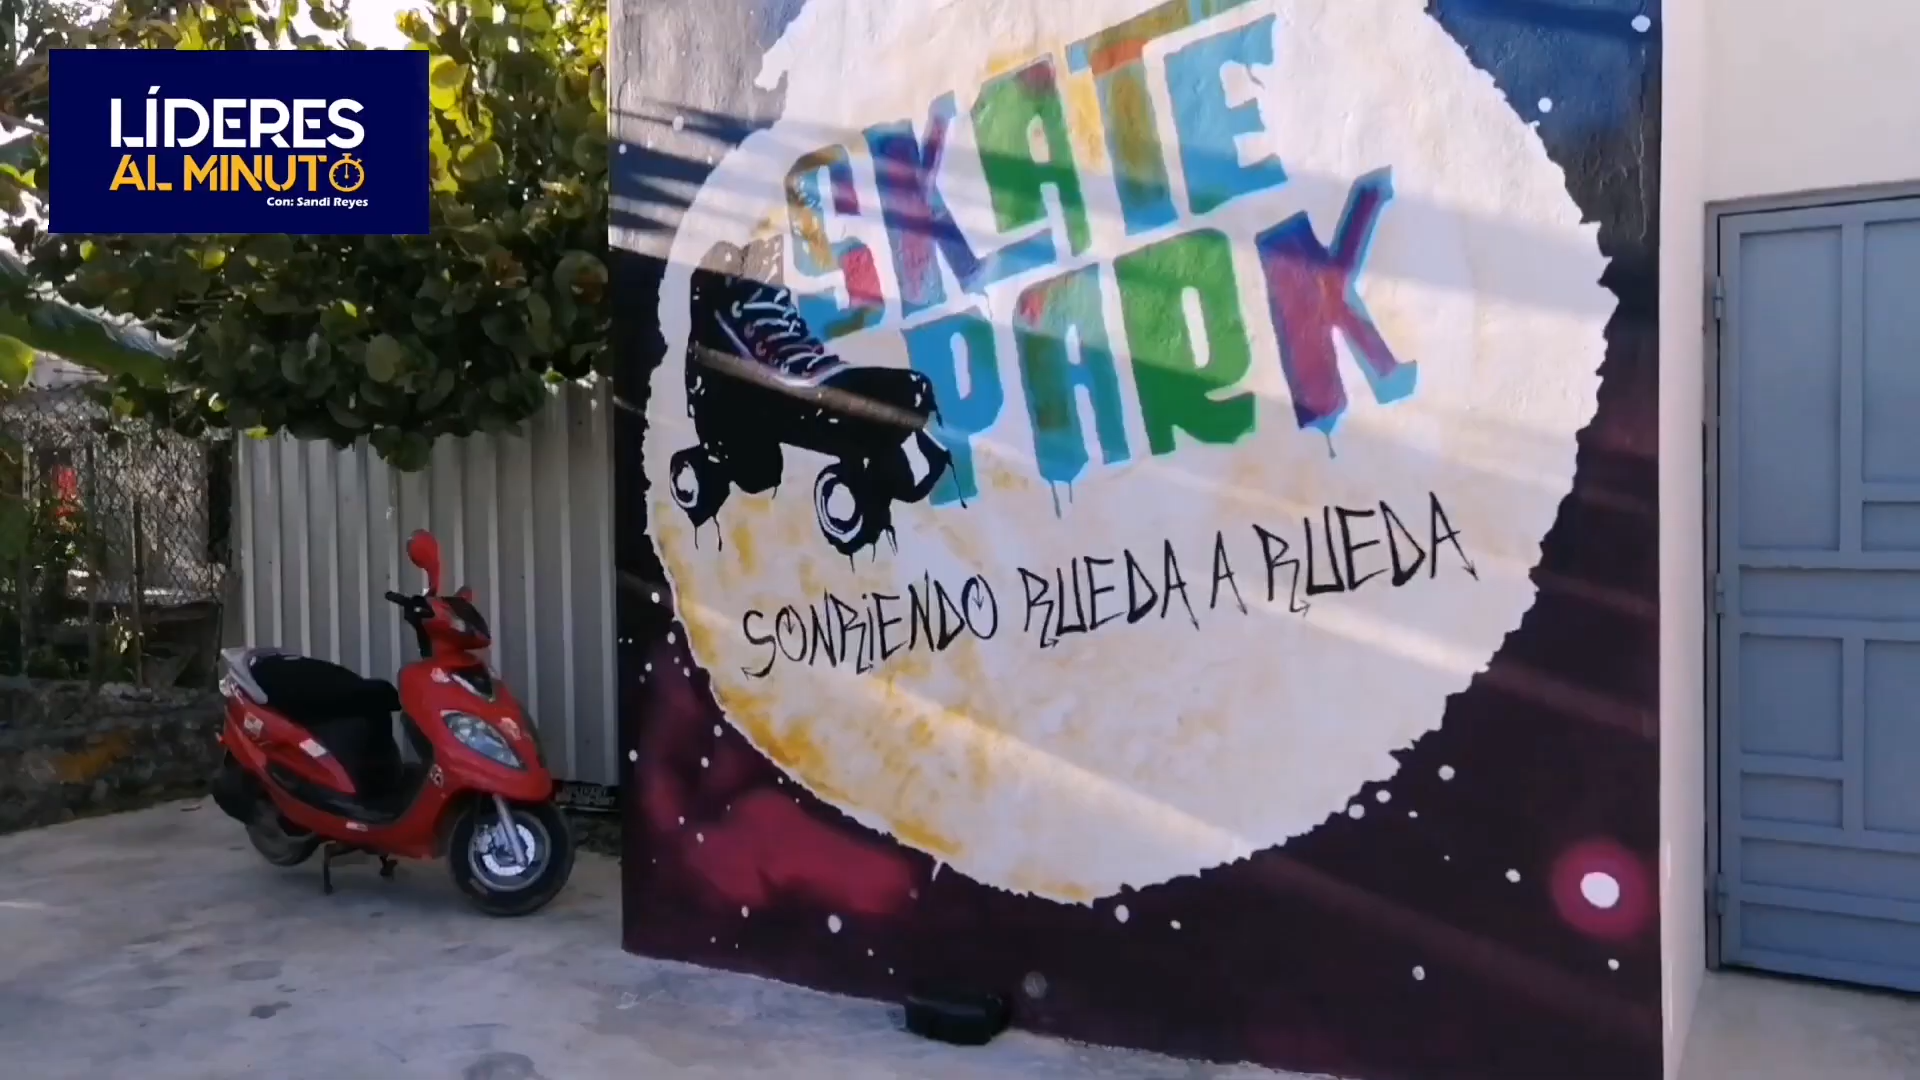 LÍDERES
AL MINUTO
Con: Sandi Reyes
SKATE
PARK
SONRIENDO RUEDA A RUEDA